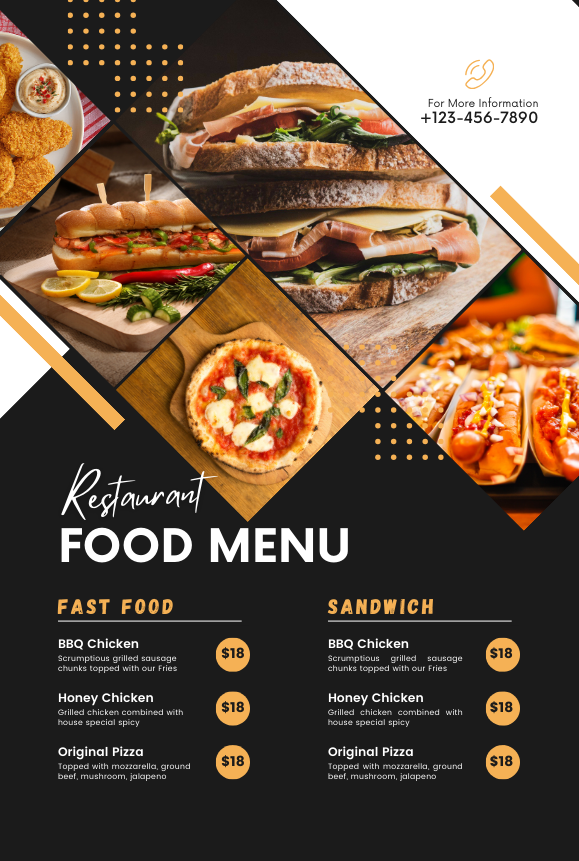 For More Information
+123-456-7890
Restaurant
FOOD MENU
FAST FOOD
BBQ Chicken
Scrumptious grilled sausage
chunks topped with our Fries
$18
Honey Chicken
Grilled chicken combined with
house special spicy
$18
Original Pizza
Topped with mozzarella, ground
beef, mushroom, jalapeno
$18
SANDWICH
BBQ Chicken
Scrumptious grilled sausage
chunks topped with our Fries
$18
Honey Chicken
Grilled chicken combined with
house special spicy
$18
Original Pizza
Topped with mozzarella, ground
beef, mushroom, jalapeno
$18